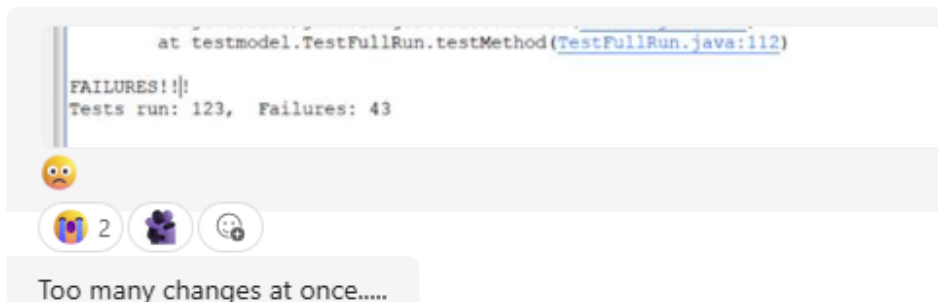 at testmodel.TestFullRun.testMethod(TestFullRun.java:112)
FAILURES!!!
Tests run: 123,  Failures: 43
2
Too many changes at once.....